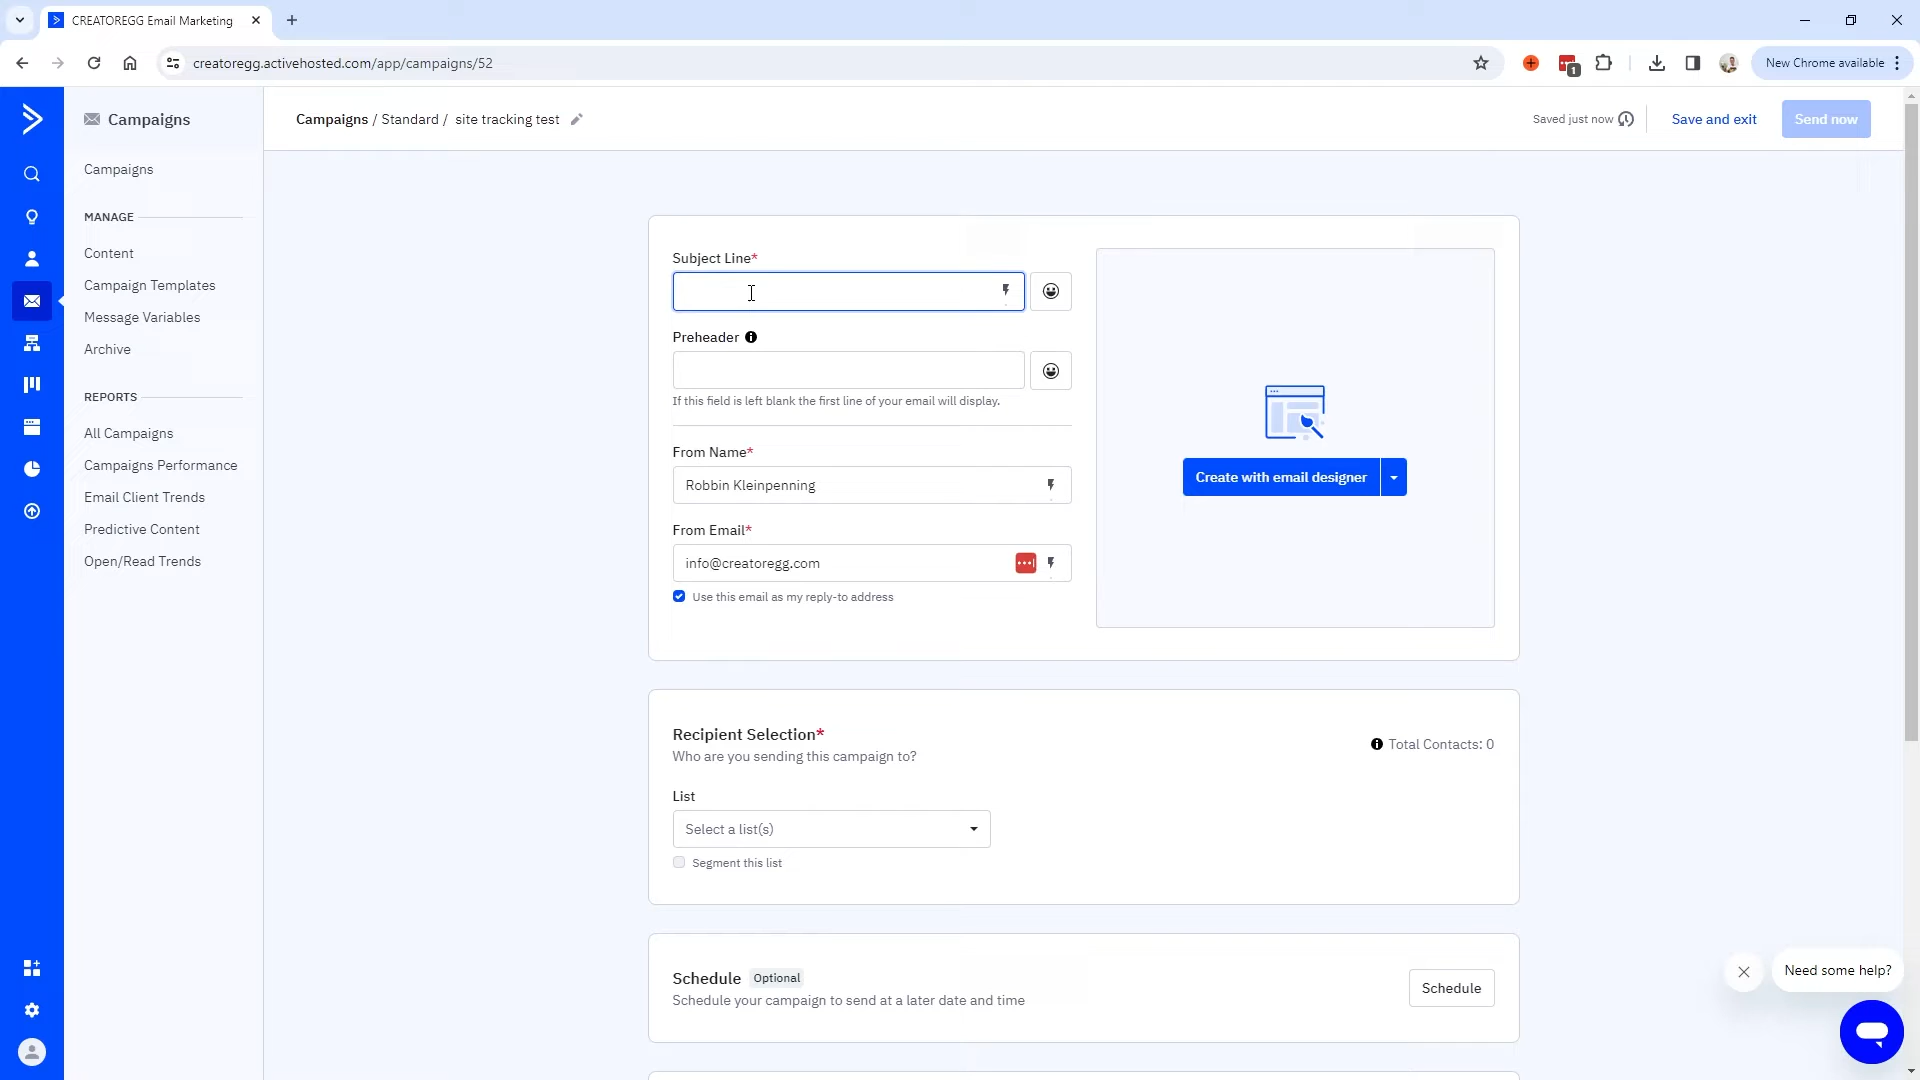 CREATOREGG Email Marketing
creatoregg.activehosted.com/app/campaigns/52
1
New Chrome available
Campaigns
Campaigns / Standard / site tracking test
Saved just now
Save and exit
Send now
Campaigns
MANAGE
Content
Campaign Templates
Message Variables
Archive
REPORTS
All Campaigns
Campaigns Performance
Email Client Trends
Predictive Content
Open/Read Trends
Subject Line*
Preheader
If this field is left blank the first line of your email will display.
From Name*
Robbin Kleinpenning
From Email*
info@creatoregg.com
Use this email as my reply-to address
Create with email designer
Recipient Selection*
Who are you sending this campaign to?
Total Contacts: 0
List
Select a list(s)
Segment this list
Schedule Optional
Schedule your campaign to send at a later date and time
Schedule
Need some help?